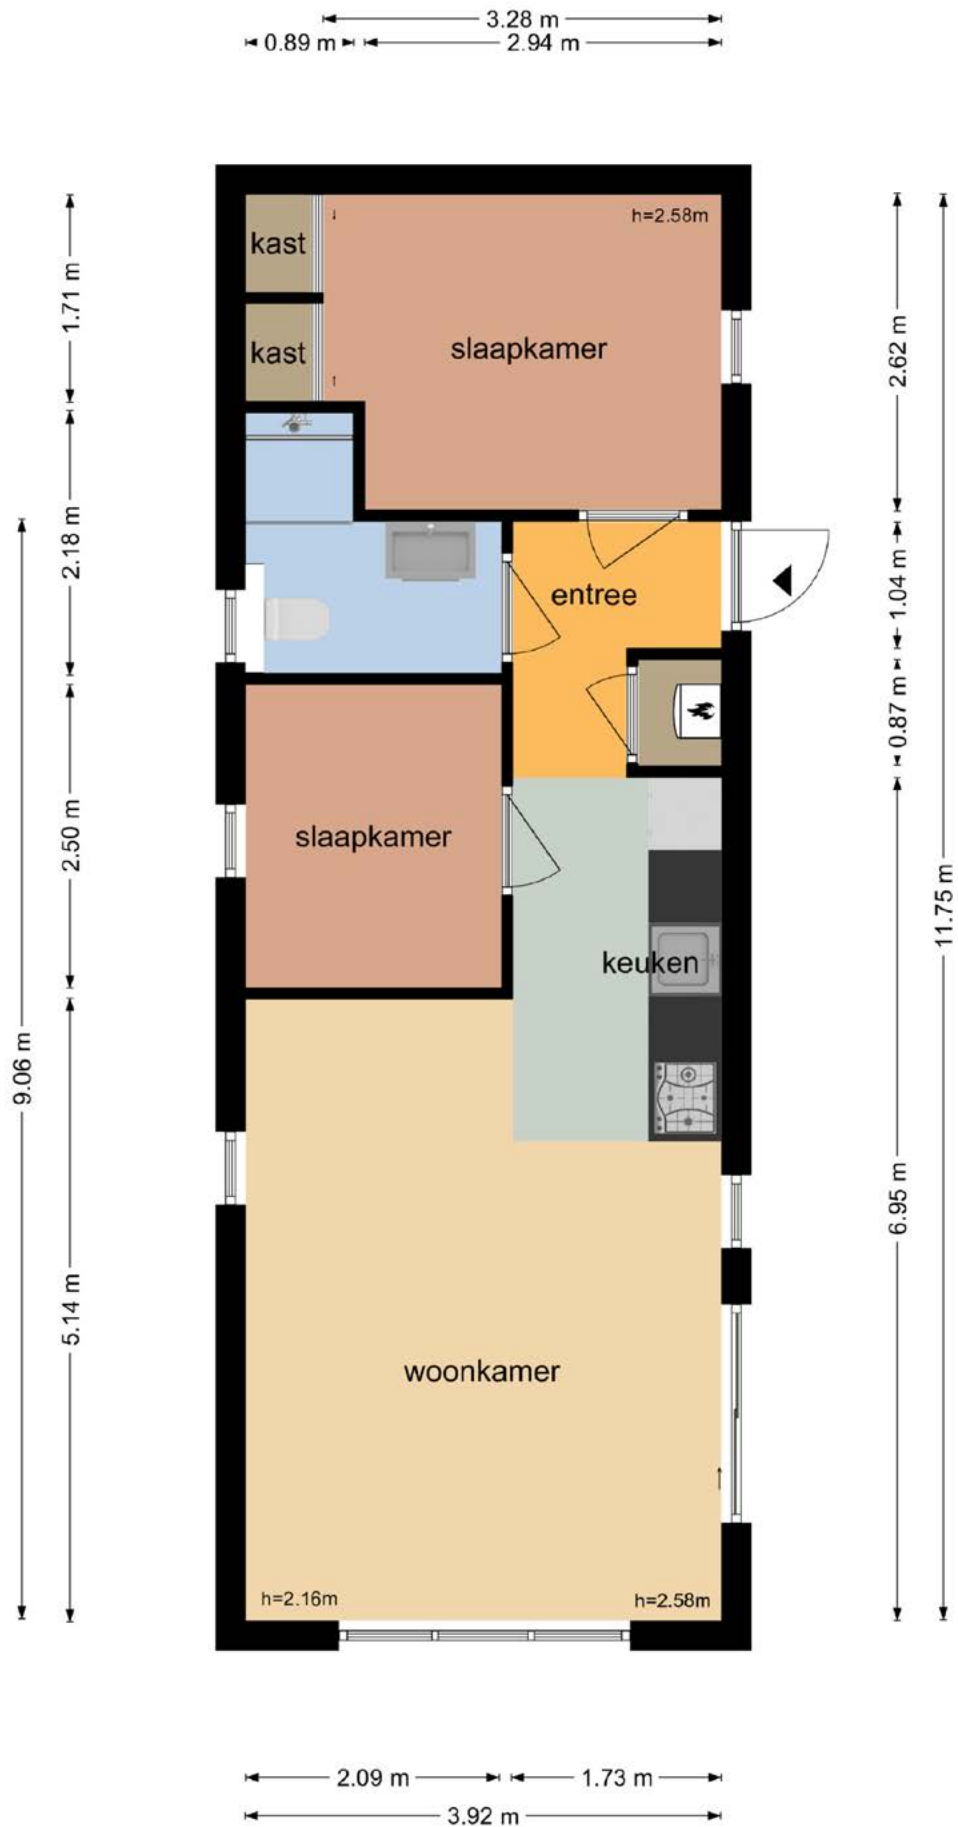 3.28 m
0.89 m
2.94 m
kast
h=2.58m
1.71 m
kast
slaapkamer
2.62 m
2.18 m
entree
1.04 m
0.87 m
slaapkamer
2.50 m
11.75 m
keuken
9.06 m
6.95 m
5.14 m
woonkamer
h=2.16m
h=2.58m
2.09 m
1.73 m
3.92 m